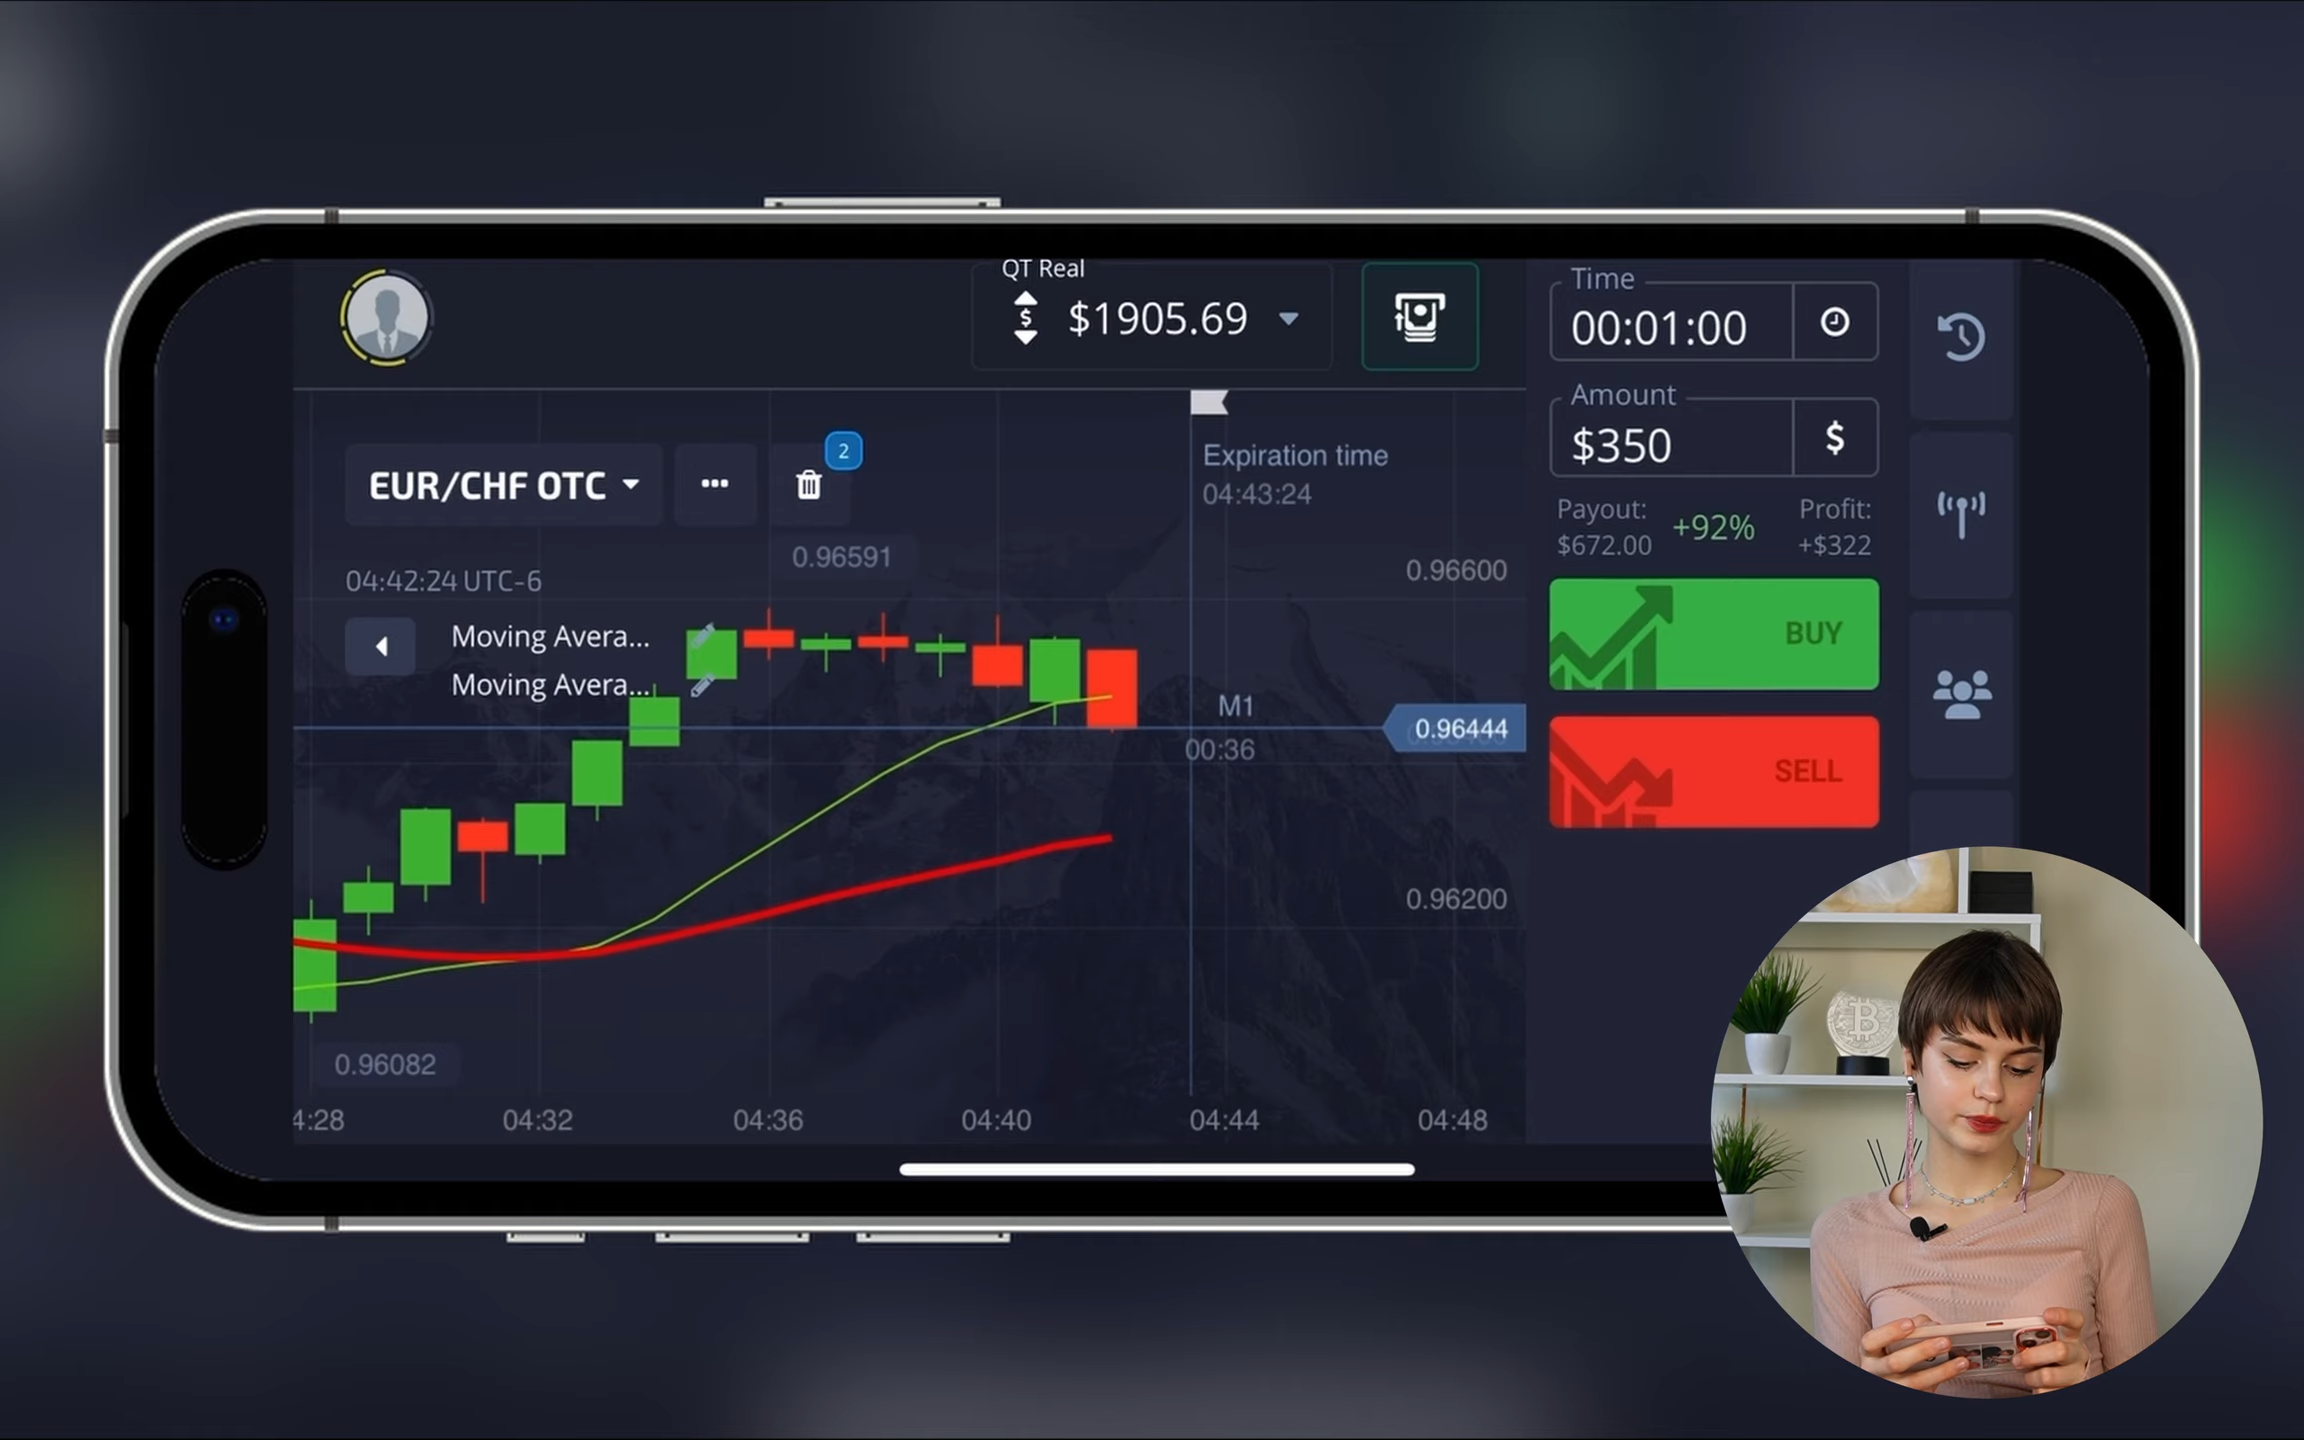 QT Real
$
$1905.69
Time
00:01:00
Amount
$350
$
Payout:
$672.00
+92%
Profit:
+$322
BUY
SELL
EUR/CHF OTC
2
Expiration time
04:43:24
04:42:24 UTC-6
0.96591
0.96600
Moving Avera...
Moving Avera...
M1
00:36
0.96444
0.96200
0.96082
4:28
04:32
04:36
04:40
04:44
04:48